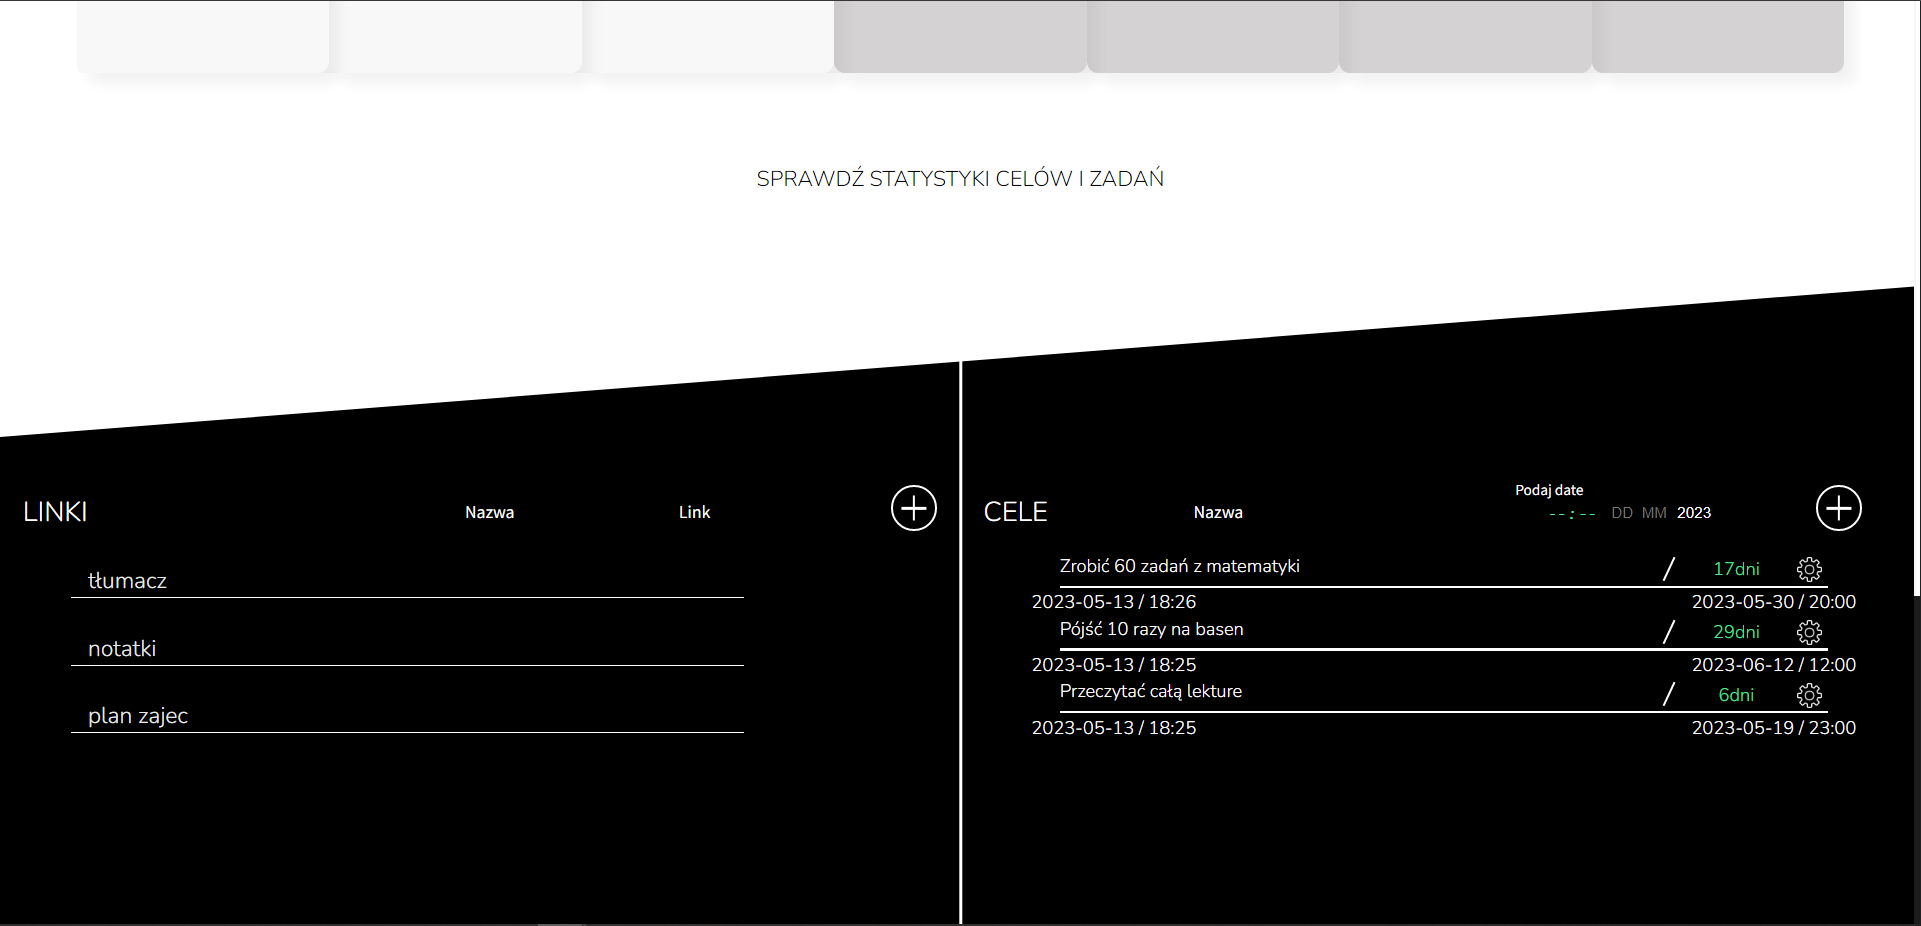 SPRAWDŹ STATYSTYKI CELÓW I ZADAŃ
LINKI
Nazwa
Link
tłumacz
notatki
plan zajec
CELE
Nazwa
Podaj date
--:-- DD MM 2023
Zrobić 60 zadań z matematyki / 17dni
2023-05-13 / 18:26 2023-05-30 / 20:00
Pójść 10 razy na basen / 29dni
2023-05-13 / 18:25 2023-06-12 / 12:00
Przeczytać całą lekture / 6dni
2023-05-13 / 18:25 2023-05-19 / 23:00